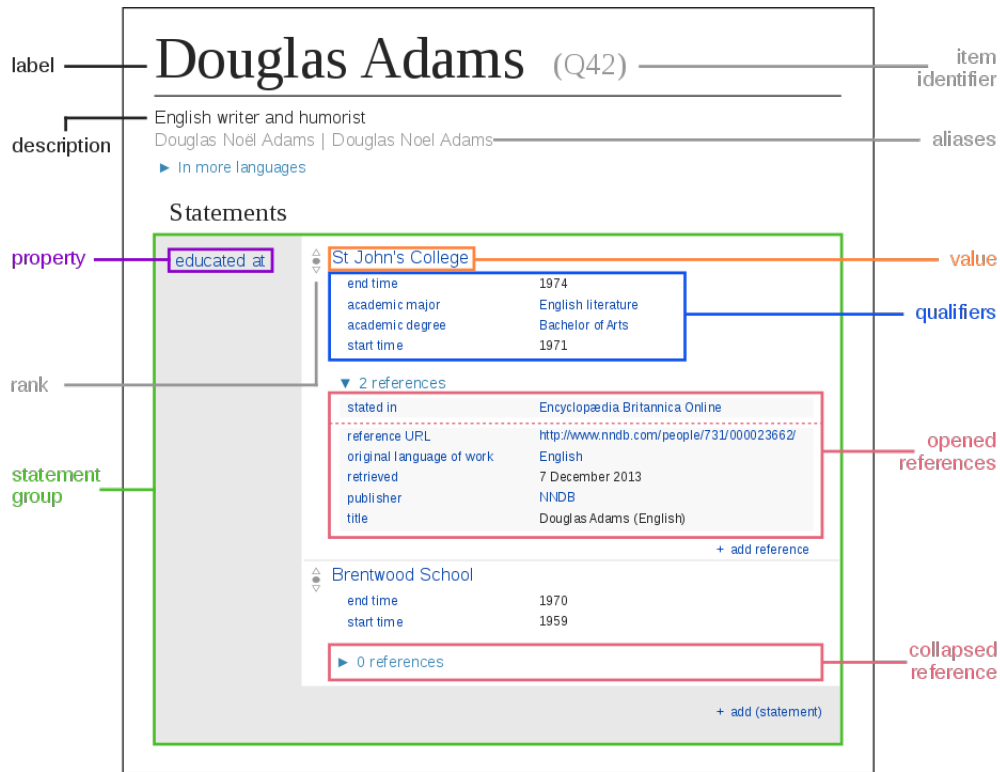 label
Douglas Adams (Q42)
item
identifier
description
English writer and humorist
Douglas Noël Adams | Douglas Noel Adams
aliases
► In more languages
Statements
property
educated at
St John's College
value
end time 1974
academic major English literature
academic degree Bachelor of Arts
start time 1971
qualifiers
rank
▼ 2 references
stated in Encyclopædia Britannica Online
reference URL http://www.nndb.com/people/731/000023662/
original language of work English
retrieved 7 December 2013
publisher NNDB
title Douglas Adams (English)
opened
references
statement
group
+ add reference
Brentwood School
end time 1970
start time 1959
► 0 references
collapsed
reference
+ add (statement)